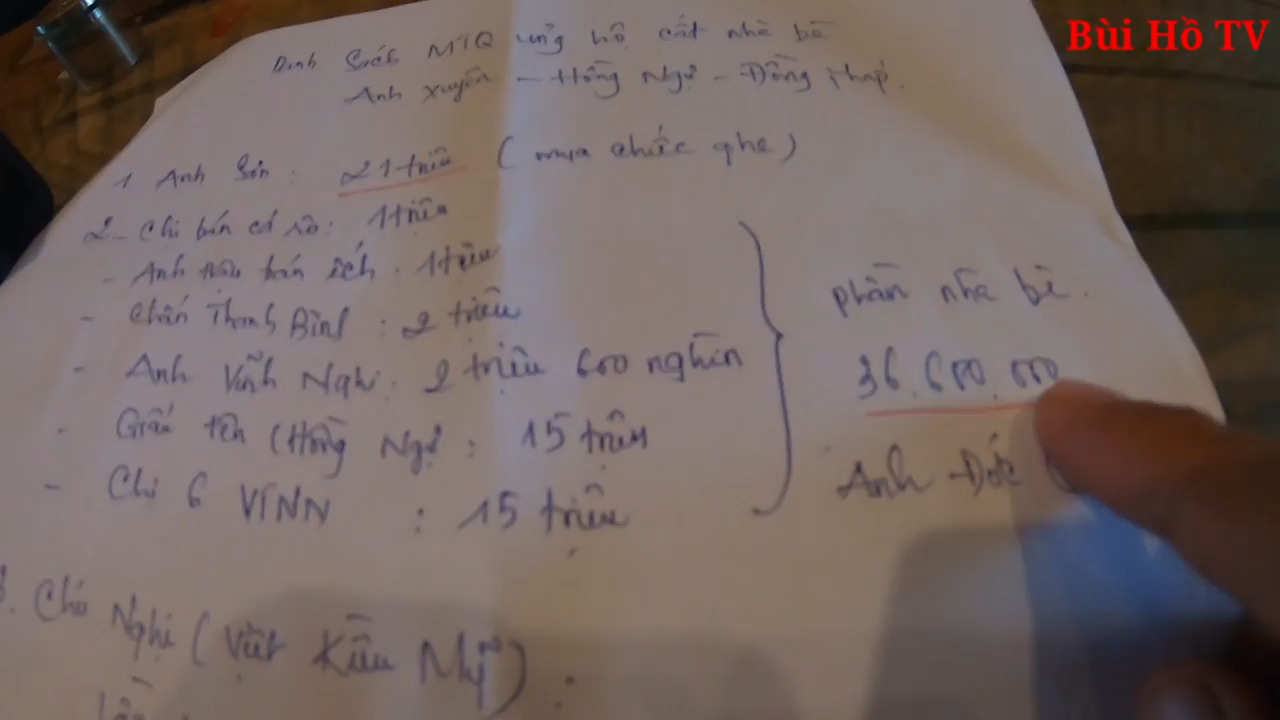 Bùi Hồ TV
Danh Sách MTQ ủng hộ cất nhà bè
Anh Xuyên - Hồng Ngự - Đồng Tháp.
1. Anh Sơn: 21 triệu (mua chiếc ghe)
2- Chị bán cá rô: 1 triệu
- Anh bán ếch. 1 triệu
- Chấn Thanh Bình: 2 triệu
- Anh Vĩnh Nghi. 2 triệu 600 nghìn
- Giấu tên (Hồng Ngự: 15 triệu
- Chị 6 VINN : 15 triệu
phần nhà bè.
36.600.000
Anh Đức
3. Chú Nghị (Việt Kiều Mỹ) :